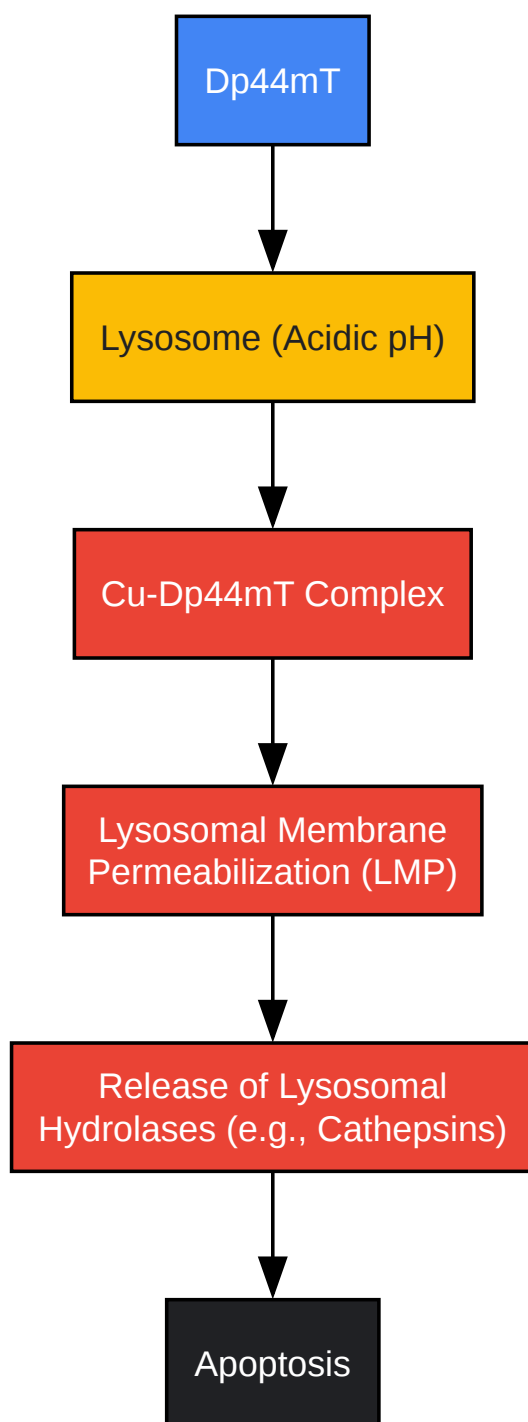 Dp44mT
Lysosome (Acidic pH)
Cu-Dp44mT Complex
Lysosomal Membrane
Permeabilization (LMP)
Release of Lysosomal
Hydrolases (e.g., Cathepsins)
Apoptosis